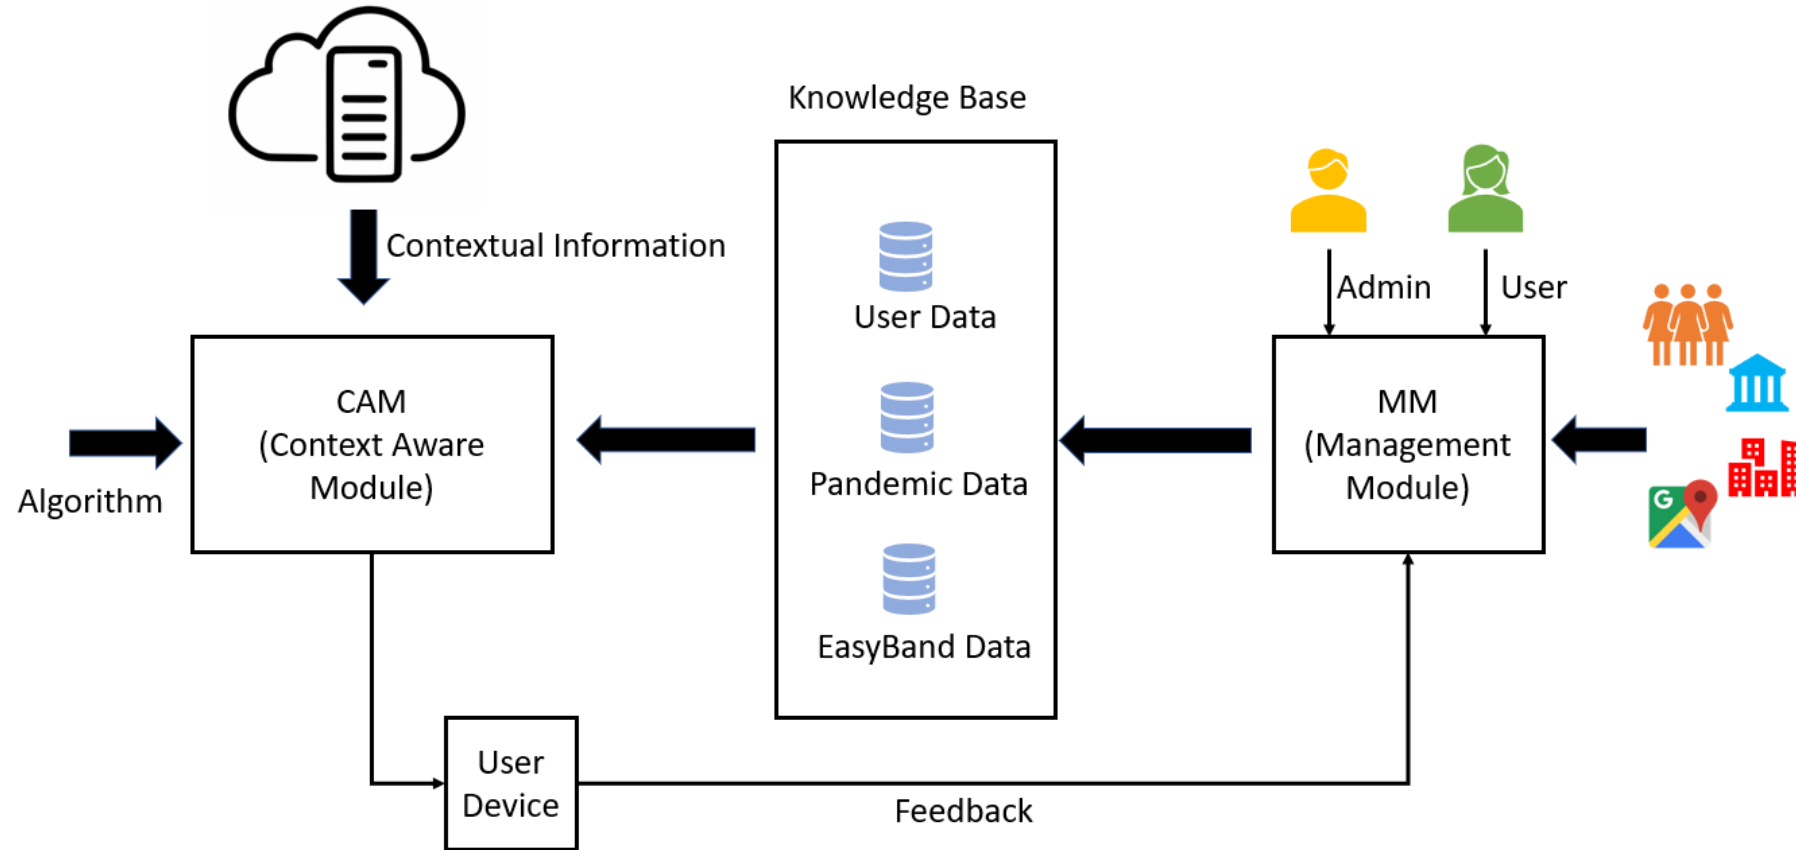 Knowledge Base
Contextual Information
User Data
Admin
User
CAM
(Context Aware
Module)
Algorithm
Pandemic Data
MM
(Management
Module)
G
EasyBand Data
User
Device
Feedback